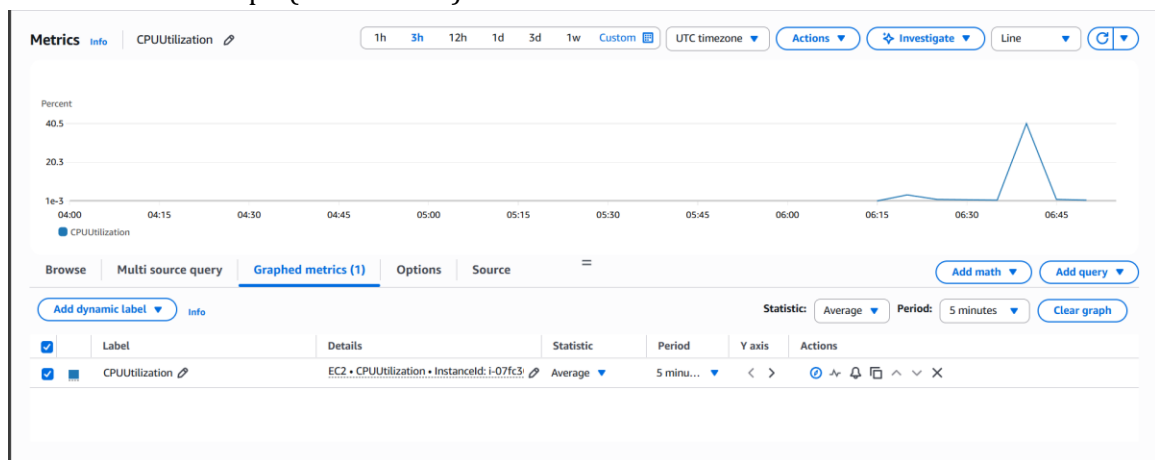 Metrics Info CPUUtilization 1h 3h 12h 1d 3d 1w Custom UTC timezone Actions Investigate Line
Percent
40.5
20.3
1e-3
04:00 04:15 04:30 04:45 05:00 05:15 05:30 05:45 06:00 06:15 06:30 06:45
CPUUtilization
Browse Multi source query Graphed metrics (1) Options Source Add math Add query
Add dynamic label Info Statistic: Average Period: 5 minutes Clear graph
Label Details Statistic Period Y axis Actions
CPUUtilization EC2 • CPUUtilization • InstanceId: i-07fc3 Average 5 minu...